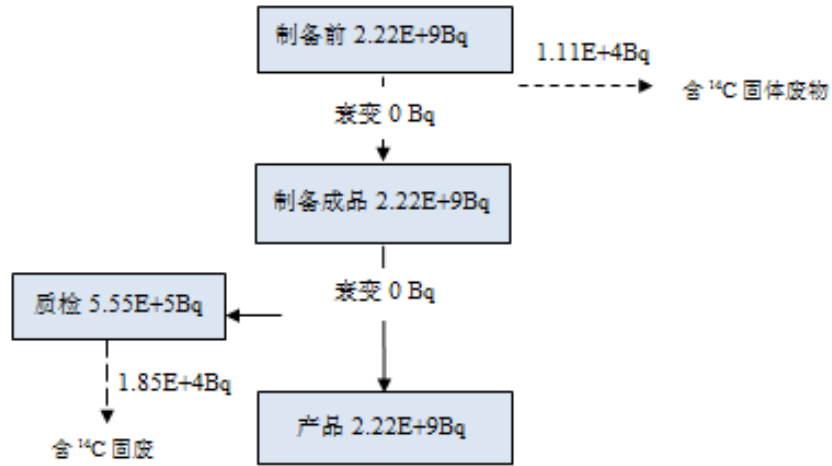 制备前 2.22E+9Bq
1.11E+4Bq
含 ¹⁴C 固体废物
衰变 0 Bq
制备成品 2.22E+9Bq
衰变 0 Bq
质检 5.55E+5Bq
1.85E+4Bq
产品 2.22E+9Bq
含 ¹⁴C 固废